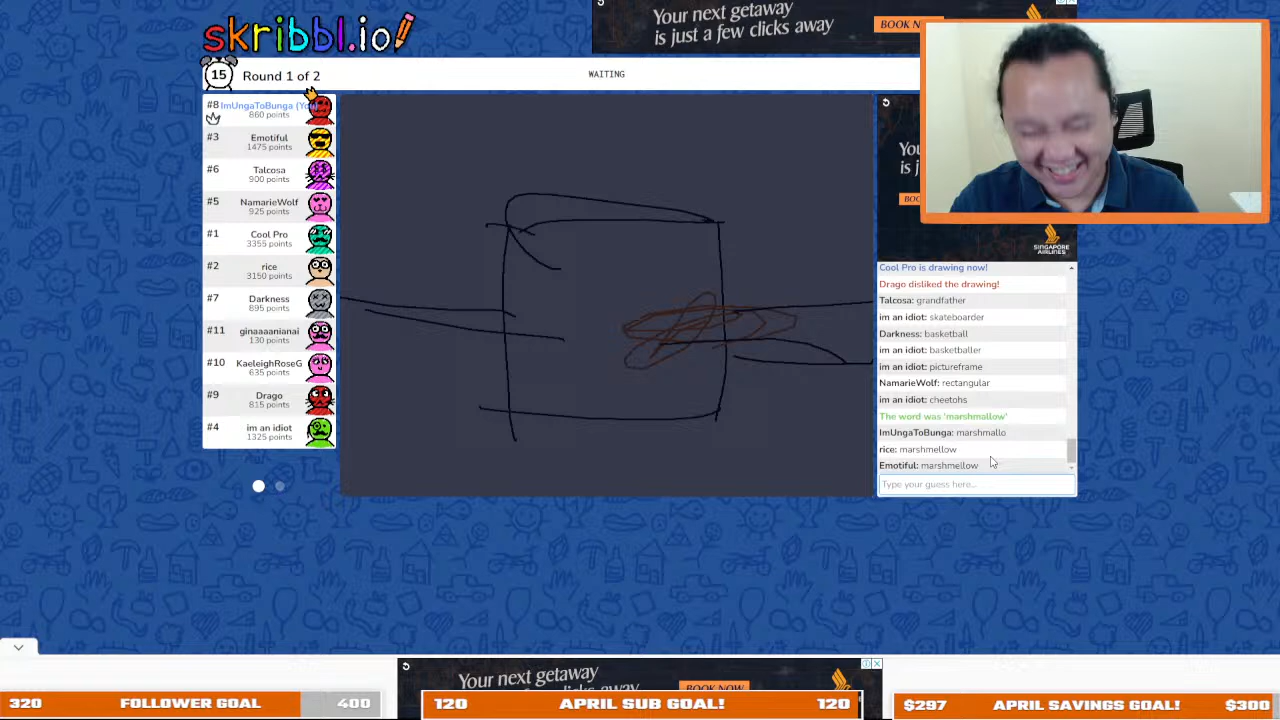 skribbl.io
Your next getaway
is just a few clicks away
BOOK N
15
Round 1 of 2
WAITING
#8
ImUngaToBunga (You)
860 points
#3
Emotiful
1475 points
#6
Talcosa
900 points
#5
NamarieWolf
925 points
#1
Cool Pro
3355 points
#2
rice
3150 points
#7
Darkness
895 points
#11
ginaaaanianai
130 points
#10
KaeleighRoseG
635 points
#9
Drago
815 points
#4
im an idiot
1325 points
You
is j
BOO
SINGAPORE
AIRLINES
Cool Pro is drawing now!
Drago disliked the drawing!
Talcosa: grandfather
im an idiot: skateboarder
Darkness: basketball
im an idiot: basketballer
im an idiot: pictureframe
NamarieWolf: rectangular
im an idiot: cheetohs
The word was 'marshmallow'
ImUngaToBunga: marshmallo
rice: marshmellow
Emotiful: marshmellow
Type your guess here...
Your next getaway
BOOK NOW
320 FOLLOWER GOAL 400
120 APRIL SUB GOAL! 120
$297 APRIL SAVINGS GOAL! $300